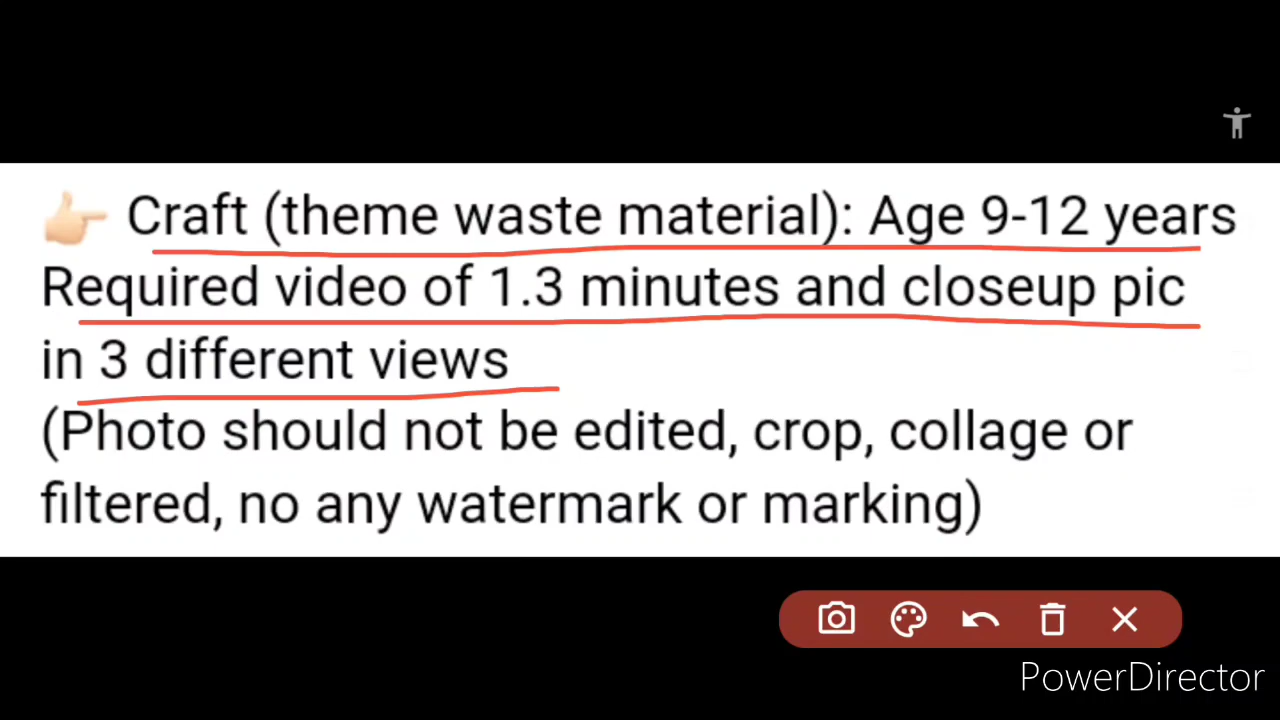 👉🏻 Craft (theme waste material): Age 9-12 years
Required video of 1.3 minutes and closeup pic
in 3 different views
(Photo should not be edited, crop, collage or
filtered, no any watermark or marking)
PowerDirector